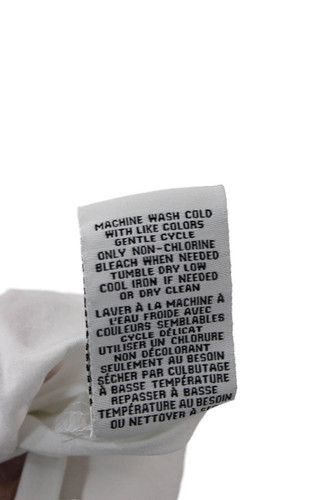 MACHINE WASH COLD
WITH LIKE COLORS
GENTLE CYCLE
ONLY NON-CHLORINE
BLEACH WHEN NEEDED
TUMBLE DRY LOW
COOL IRON IF NEEDED
OR DRY CLEAN
LAVER À LA MACHINE À
L'EAU FROIDE AVEC
COULEURS SEMBLABLES
CYCLE DÉLICAT
UTILISER UN CHLORURE
NON DÉCOLORANT
SEULEMENT AU BESOIN
SÉCHER PAR CULBUTAGE
À BASSE TEMPÉRATURE
REPASSER À BASSE
TEMPÉRATURE AU BESOIN
OU NETTOYER À